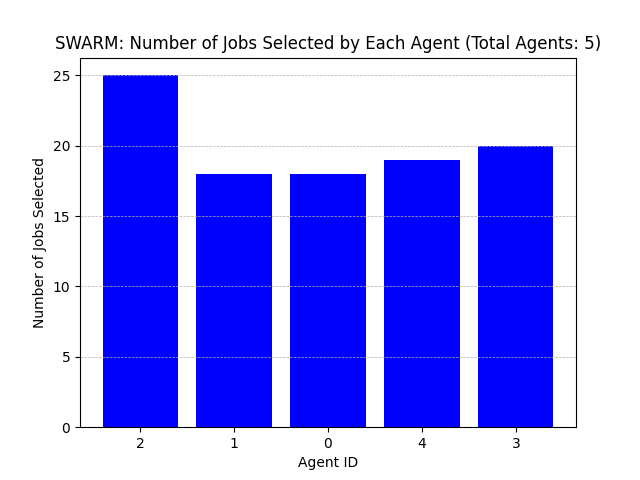 SWARM: Number of Jobs Selected by Each Agent (Total Agents: 5)
Number of Jobs Selected
25
20
15
10
5
0
2 1 0 4 3
Agent ID